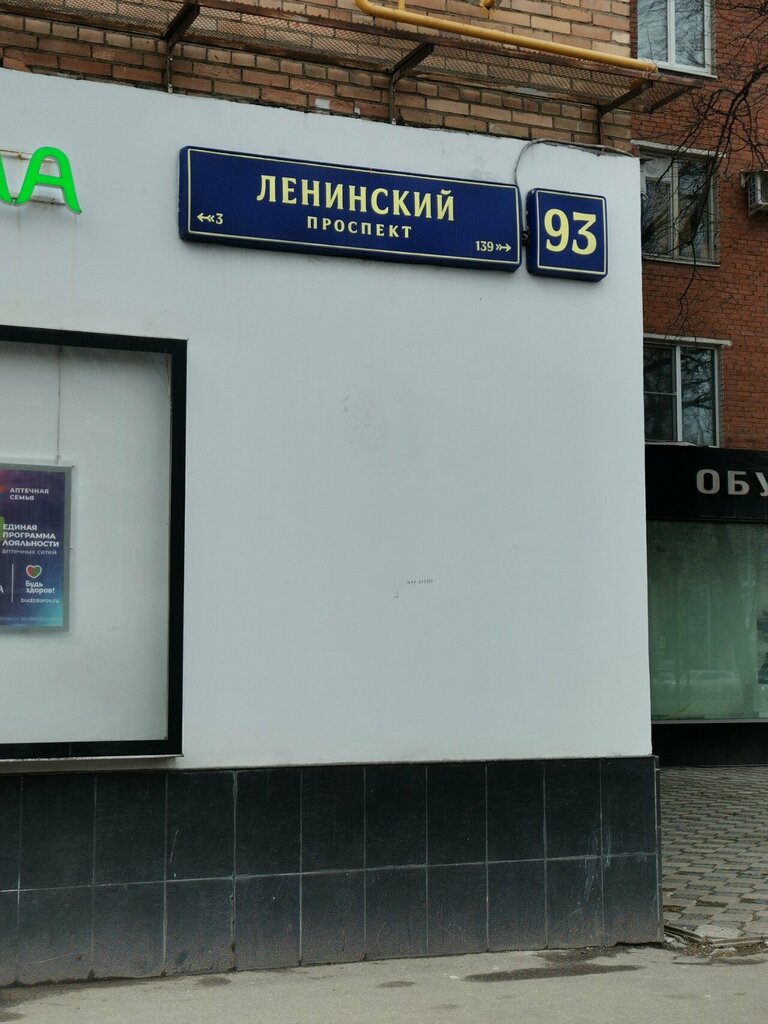 ЛЕНИНСКИЙ
ПРОСПЕКТ
3
139
93
АПТЕЧНАЯ
СЕМЬЯ
ЕДИНАЯ
ПРОГРАММА
ЛОЯЛЬНОСТИ
аптечных сетей
Будь
здоров!
budzdorov.ru
ОБУ